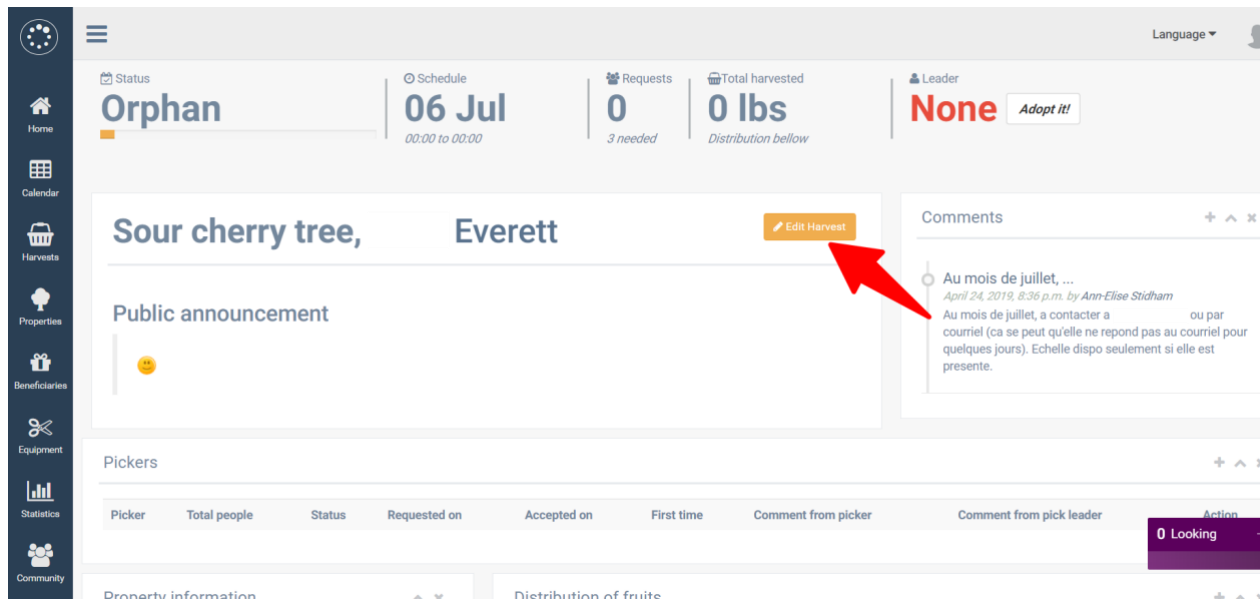 Language
Home
Calendar
Harvests
Properties
Beneficiaries
Equipment
Statistics
Community
Status
Orphan
Schedule
06 Jul
00:00 to 00:00
Requests
0
3 needed
Total harvested
0 lbs
Distribution bellow
Leader
None Adopt it!
Sour cherry tree, Everett
Edit Harvest
Public announcement
Comments
Au mois de juillet, ...
April 24, 2019, 8:36 p.m. by Ann-Elise Stidham
Au mois de juillet, a contacter a ou par
courriel (ca se peut qu'elle ne repond pas au courriel pour
quelques jours). Echelle dispo seulement si elle est
presente.
Pickers
Picker Total people Status Requested on Accepted on First time Comment from picker Comment from pick leader Action
0 Looking
Property information
Distribution of fruits